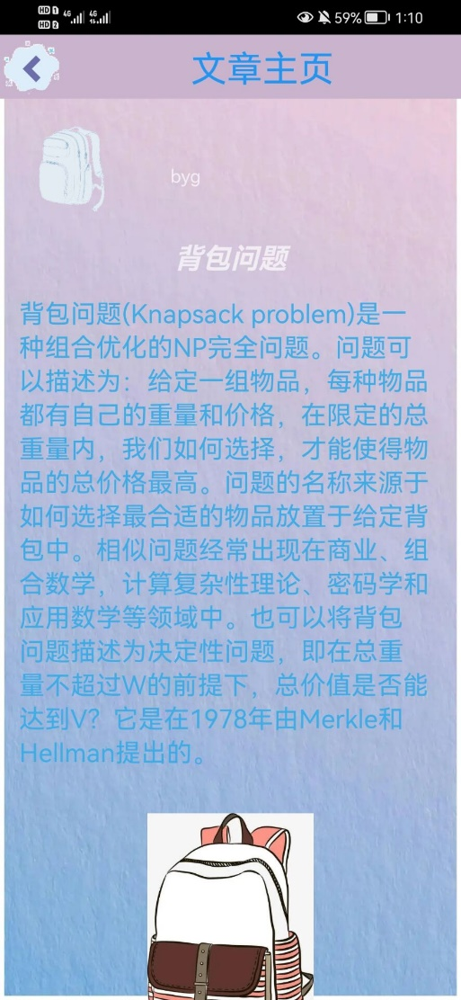 HD 1 4G 4G 59% 1:10
HD 2
文章主页
byg
背包问题
背包问题(Knapsack problem)是一
种组合优化的NP完全问题。问题可
以描述为：给定一组物品，每种物品
都有自己的重量和价格，在限定的总
重量内，我们如何选择，才能使得物
品的总价格最高。问题的名称来源于
如何选择最合适的物品放置于给定背
包中。相似问题经常出现在商业、组
合数学，计算复杂性理论、密码学和
应用数学等领域中。也可以将背包
问题描述为决定性问题，即在总重
量不超过W的前提下，总价值是否能
达到V？它是在1978年由Merkle和
Hellman提出的。